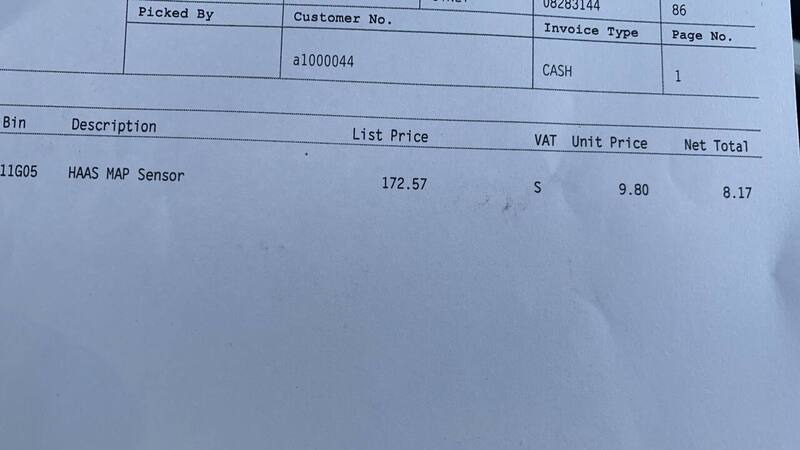 08283144 86
Picked By Customer No. Invoice Type Page No.
a1000044 CASH 1
Bin Description List Price VAT Unit Price Net Total
11G05 HAAS MAP Sensor 172.57 S 9.80 8.17